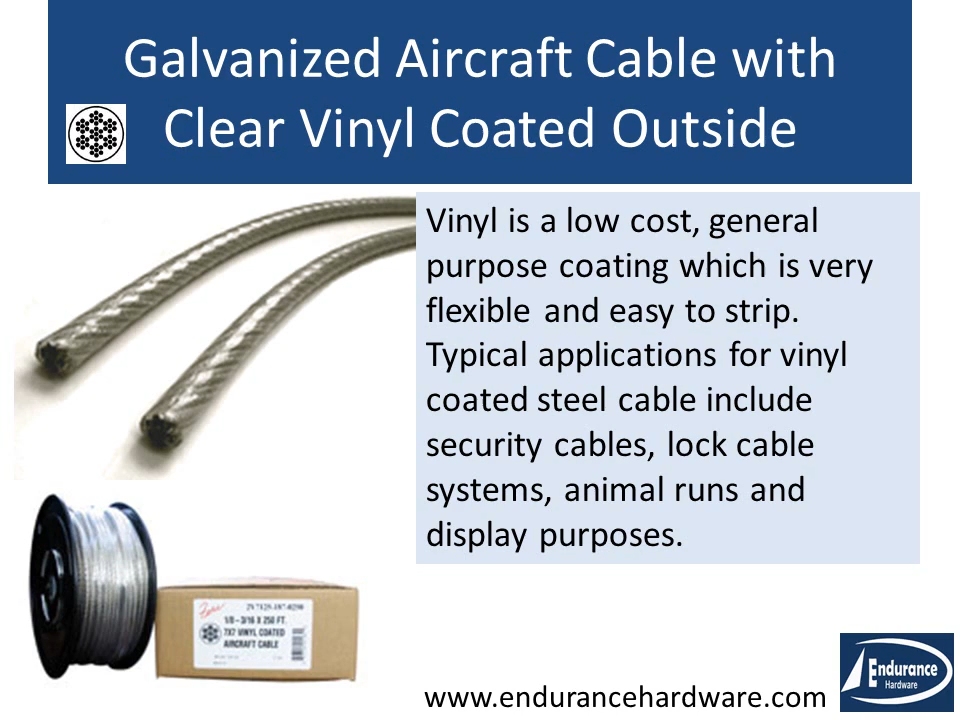 Galvanized Aircraft Cable with
Clear Vinyl Coated Outside
Vinyl is a low cost, general
purpose coating which is very
flexible and easy to strip.
Typical applications for vinyl
coated steel cable include
security cables, lock cable
systems, animal runs and
display purposes.
1/8 - 3/16 X 250 FT.
7X7 VINYL COATED
AIRCRAFT CABLE
Endurance
Hardware
www.endurancehardware.com